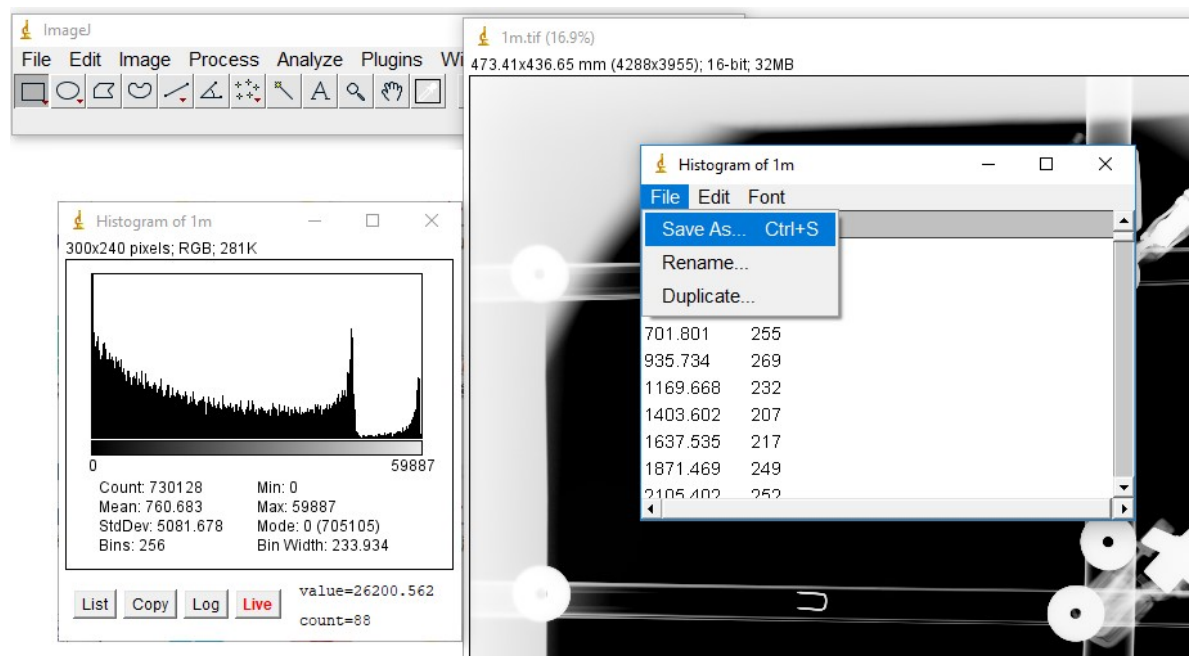 ImageJ
File Edit Image Process Analyze Plugins Wi
1m.tif (16.9%)
473.41x436.65 mm (4288x3955); 16-bit; 32MB
Histogram of 1m
File Edit Font
Save As... Ctrl+S
Rename...
Duplicate...
701.801 255
935.734 269
1169.668 232
1403.602 207
1637.535 217
1871.469 249
2105.402 252
Histogram of 1m
300x240 pixels; RGB; 281K
0 59887
Count: 730128 Min: 0
Mean: 760.683 Max: 59887
StdDev: 5081.678 Mode: 0 (705105)
Bins: 256 Bin Width: 233.934
List Copy Log Live
value=26200.562
count=88